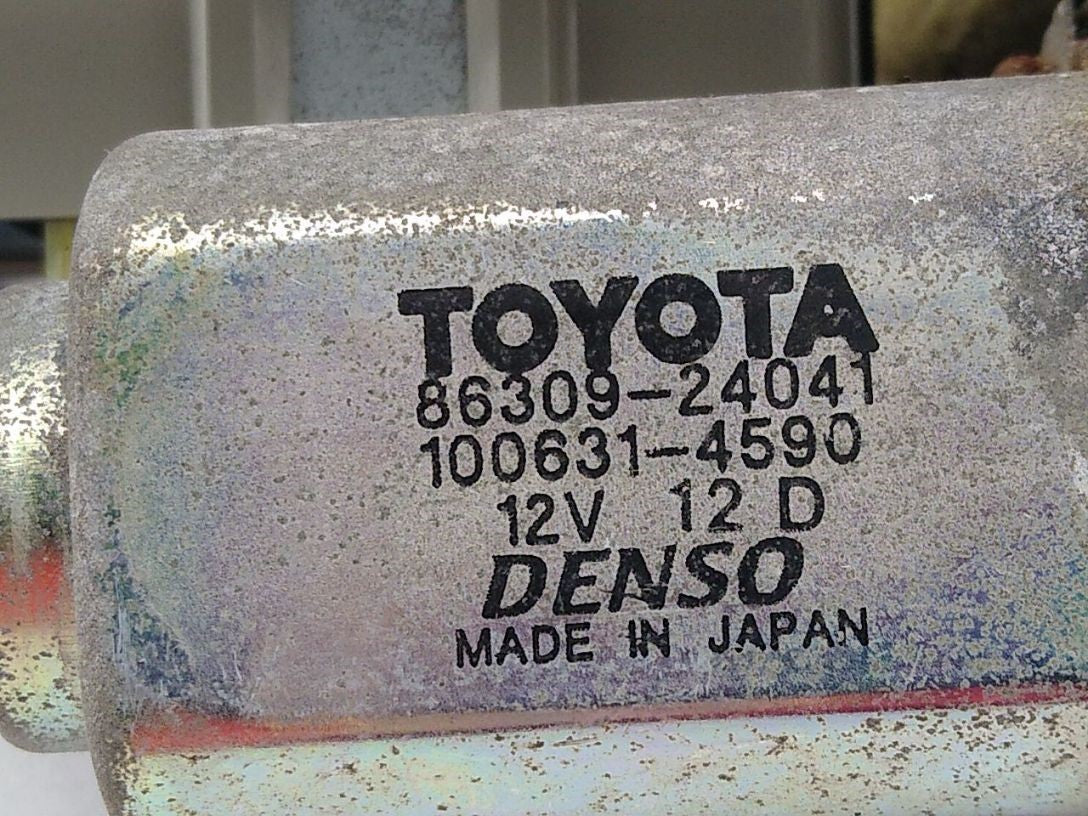 TOYOTA
86309-24041
100631-4590
12V 12 D
DENSO
MADE IN JAPAN